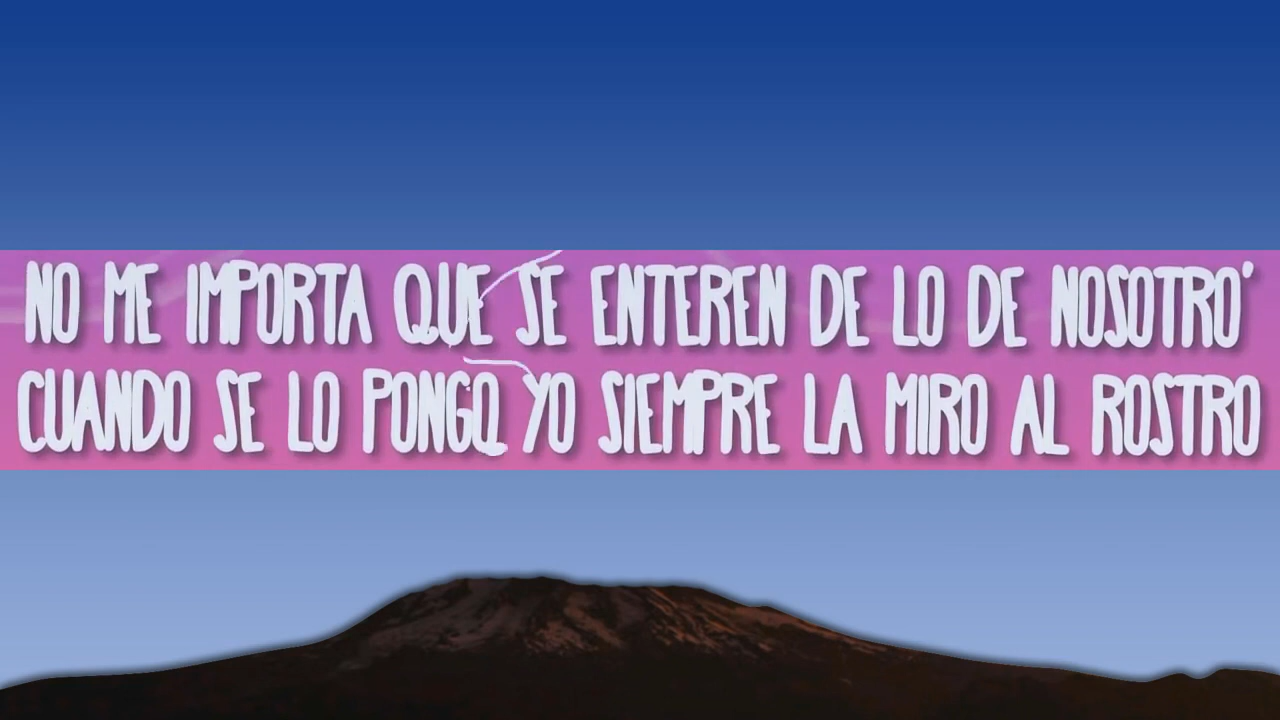 NO ME IMPORTA QUE SE ENTEREN DE LO DE NOSOTRO'
CUANDO SE LO PONGO YO SIEMPRE LA MIRO AL ROSTRO